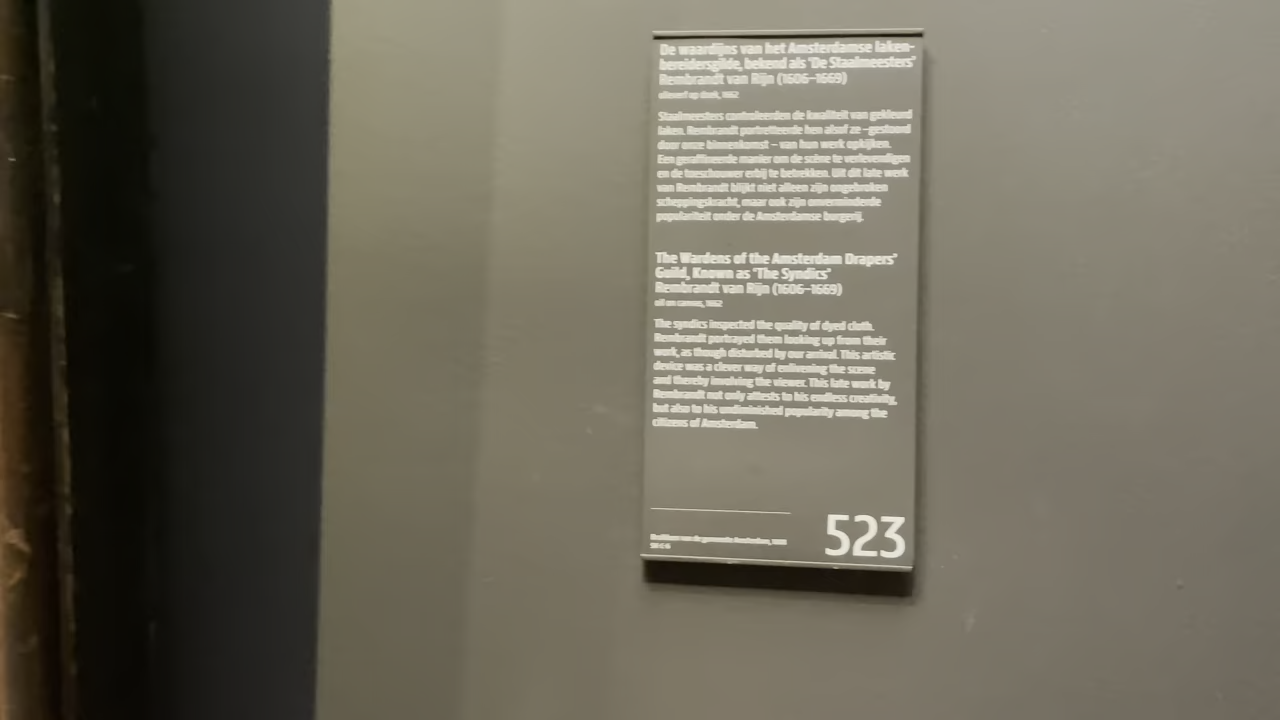 De waardijns van het Amsterdamse laken-
bereidersgilde, bekend als 'De Staalmeesters'
Rembrandt van Rijn (1606–1669)
olieverf op doek, 1662
Staalmeesters controleerden de kwaliteit van gekleurd
laken. Rembrandt portretteerde hen alsof ze – gestoord
door onze binnenkomst – van hun werk opkijken.
Een geraffineerde manier om de scène te verlevendigen
en de toeschouwer erbij te betrekken. Uit dit late werk
van Rembrandt blijkt niet alleen zijn ongebroken
scheppingskracht, maar ook zijn onverminderde
populariteit onder de Amsterdamse burgerij.
The Wardens of the Amsterdam Drapers'
Guild, Known as 'The Syndics'
Rembrandt van Rijn (1606–1669)
oil on canvas, 1662
The syndics inspected the quality of dyed cloth.
Rembrandt portrayed them looking up from their
work, as though disturbed by our arrival. This artistic
device was a clever way of enlivening the scene
and thereby involving the viewer. This late work by
Rembrandt not only attests to his endless creativity,
but also to his undiminished popularity among the
citizens of Amsterdam.
van de gemeente Amsterdam,
523